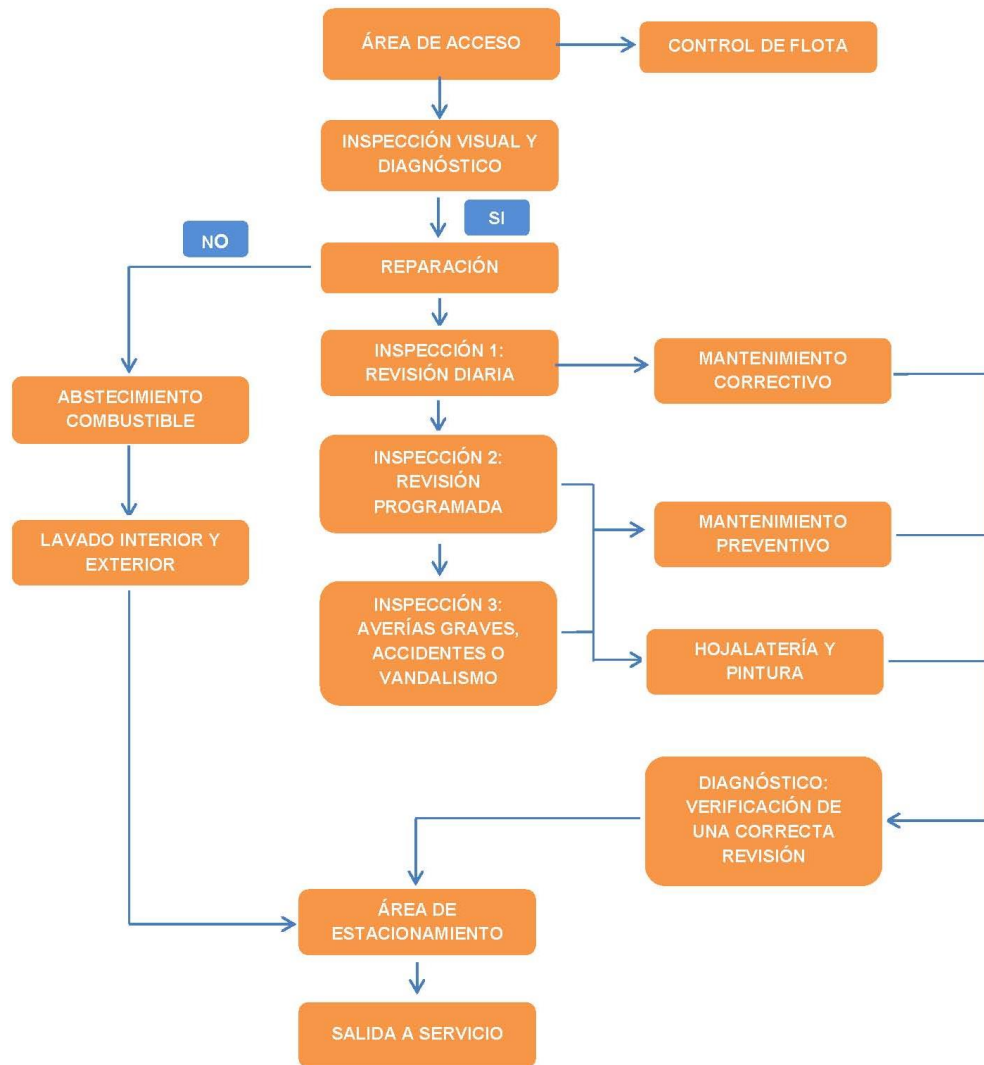 ÁREA DE ACCESO
CONTROL DE FLOTA
INSPECCIÓN VISUAL Y
DIAGNÓSTICO
SI
NO
REPARACIÓN
INSPECCIÓN 1:
REVISIÓN DIARIA
MANTENIMIENTO
CORRECTIVO
ABSTECIMIENTO
COMBUSTIBLE
INSPECCIÓN 2:
REVISIÓN
PROGRAMADA
LAVADO INTERIOR Y
EXTERIOR
MANTENIMIENTO
PREVENTIVO
INSPECCIÓN 3:
AVERÍAS GRAVES,
ACCIDENTES O
VANDALISMO
HOJALATERÍA Y
PINTURA
DIAGNÓSTICO:
VERIFICACIÓN DE
UNA CORRECTA
REVISIÓN
ÁREA DE
ESTACIONAMIENTO
SALIDA A SERVICIO